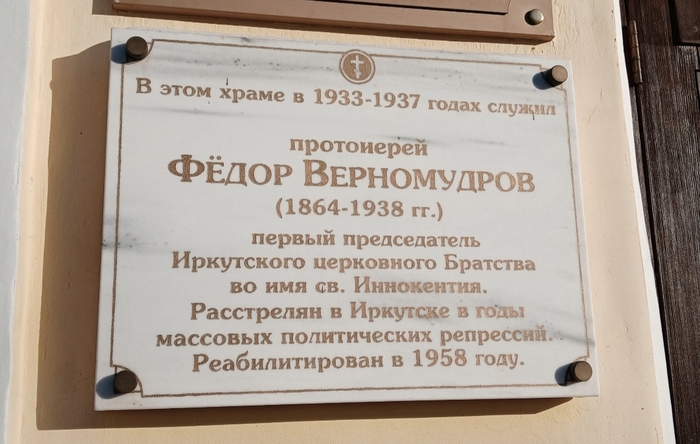 В этом храме в 1933-1937 годах служил
протоиерей
Фёдор Верномудров
(1864-1938 гг.)
первый председатель
Иркутского церковного Братства
во имя св. Иннокентия.
Расстрелян в Иркутске в годы
массовых политических репрессий.
Реабилитирован в 1958 году.